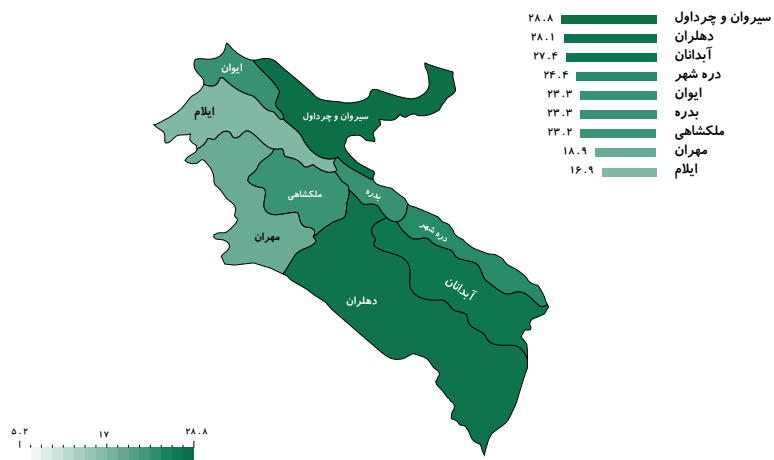 سیروان و چرداول ۲۸.۸
دهلران ۲۸.۱
آبدانان ۲۷.۴
دره شهر ۲۴.۴
ایوان ۲۳.۳
بدره ۲۳.۳
ملکشاهی ۲۳.۲
مهران ۱۸.۹
ایلام ۱۶.۹
ایوان
ایلام
سیروان و چرداول
ملکشاهی
بدره
مهران
دره شهر
آبدانان
دهلران
۵.۲ ۱۷ ۲۸.۸